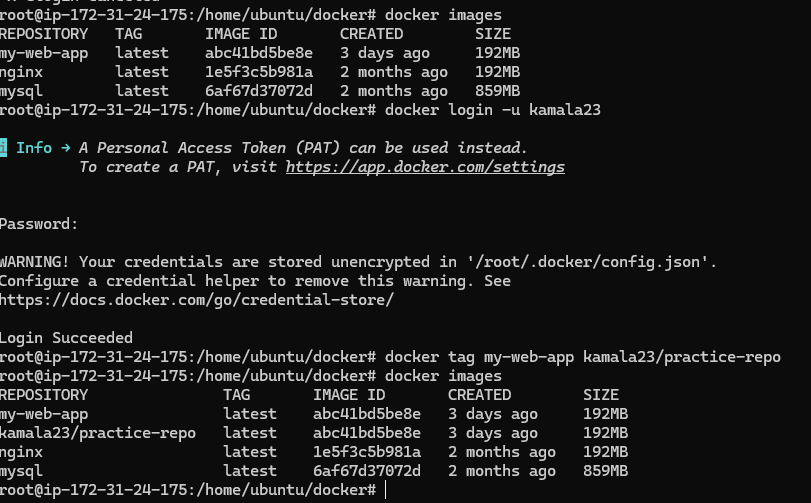 root@ip-172-31-24-175:/home/ubuntu/docker# docker images
REPOSITORY   TAG       IMAGE ID       CREATED        SIZE
my-web-app   latest    abc41bd5be8e   3 days ago     192MB
nginx        latest    1e5f3c5b981a   2 months ago   192MB
mysql        latest    6af67d37072d   2 months ago   859MB
root@ip-172-31-24-175:/home/ubuntu/docker# docker login -u kamala23
i Info → A Personal Access Token (PAT) can be used instead.
         To create a PAT, visit https://app.docker.com/settings
Password:
WARNING! Your credentials are stored unencrypted in '/root/.docker/config.json'.
Configure a credential helper to remove this warning. See
https://docs.docker.com/go/credential-store/
Login Succeeded
root@ip-172-31-24-175:/home/ubuntu/docker# docker tag my-web-app kamala23/practice-repo
root@ip-172-31-24-175:/home/ubuntu/docker# docker images
REPOSITORY               TAG       IMAGE ID       CREATED        SIZE
my-web-app               latest    abc41bd5be8e   3 days ago     192MB
kamala23/practice-repo   latest    abc41bd5be8e   3 days ago     192MB
nginx                    latest    1e5f3c5b981a   2 months ago   192MB
mysql                    latest    6af67d37072d   2 months ago   859MB
root@ip-172-31-24-175:/home/ubuntu/docker#